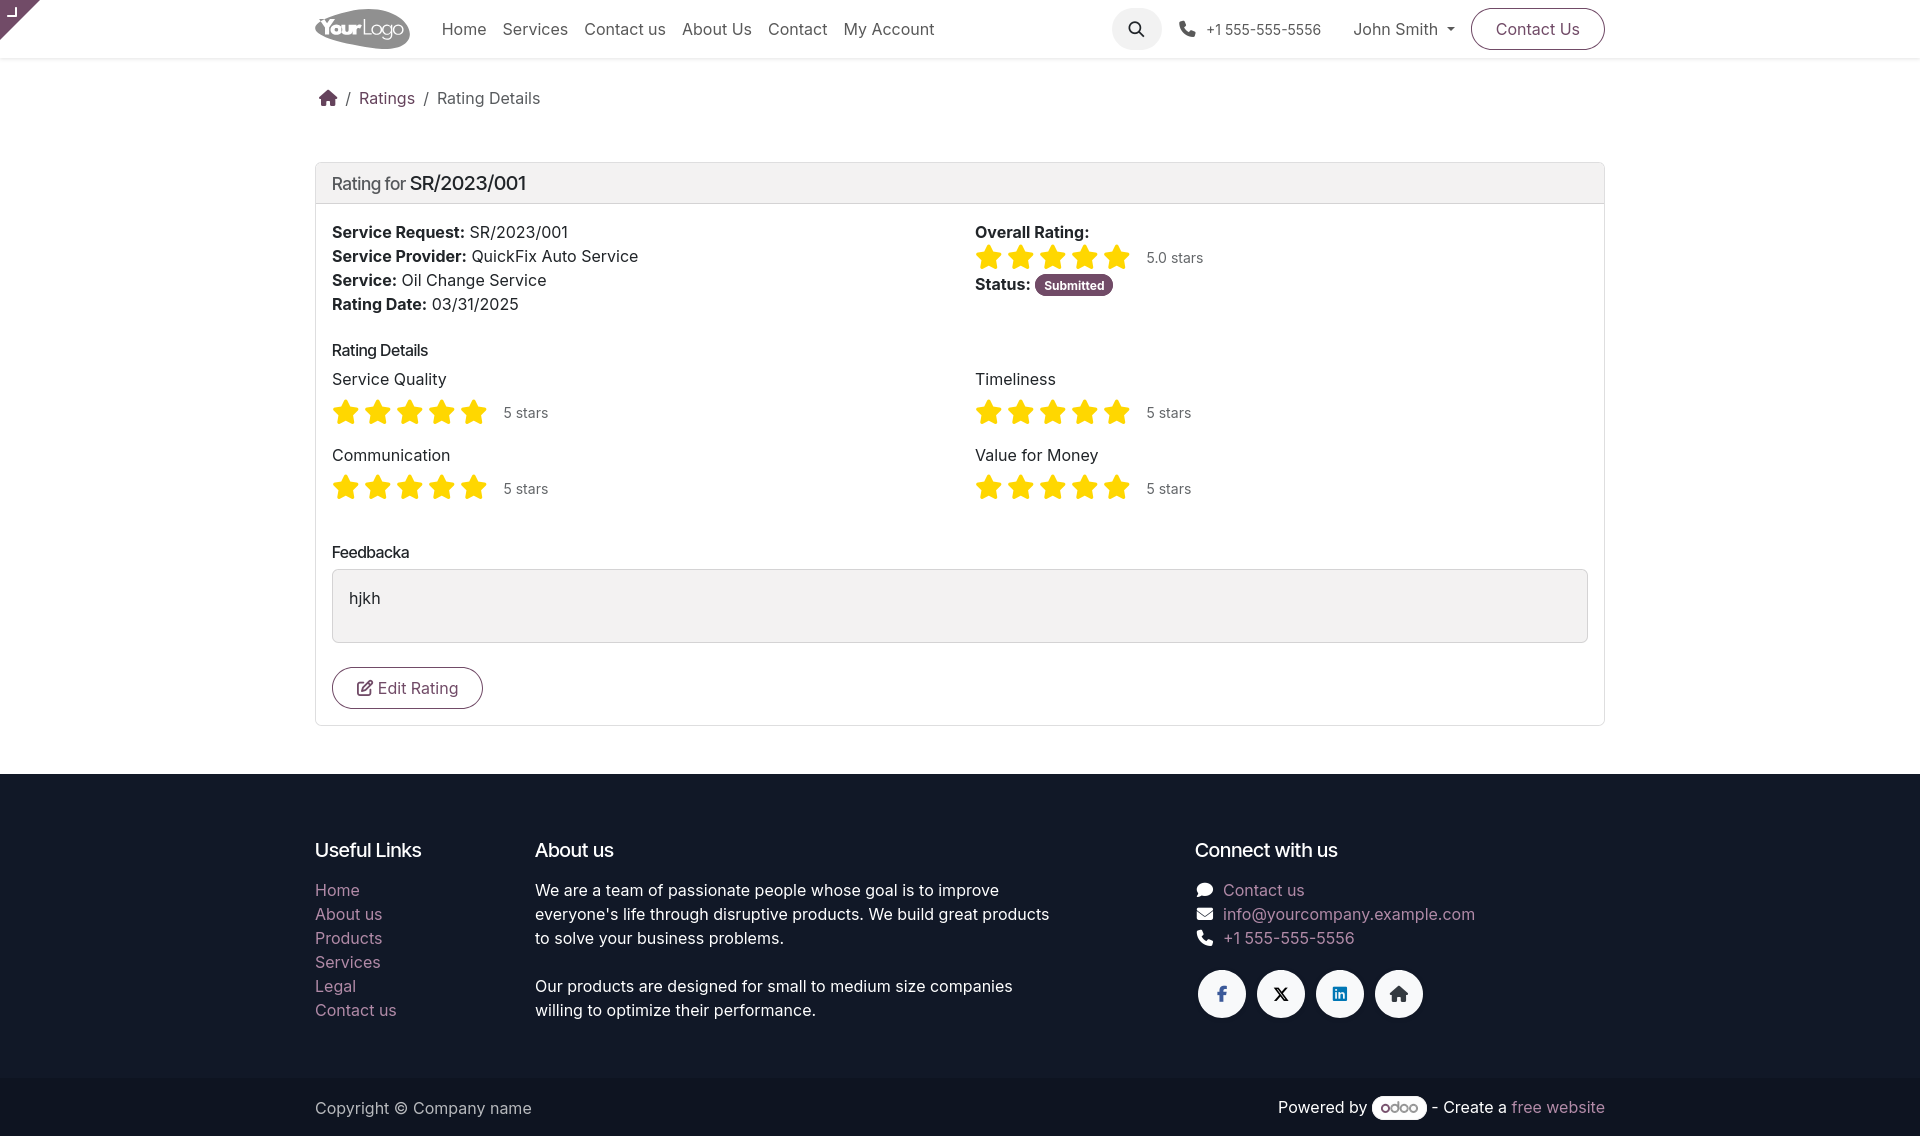 YourLogo
Home Services Contact us About Us Contact My Account
+1 555-555-5556
John Smith
Contact Us
/ Ratings / Rating Details
Rating for SR/2023/001
Service Request: SR/2023/001
Service Provider: QuickFix Auto Service
Service: Oil Change Service
Rating Date: 03/31/2025
Overall Rating:
5.0 stars
Status: Submitted
Rating Details
Service Quality
5 stars
Timeliness
5 stars
Communication
5 stars
Value for Money
5 stars
Feedbacka
hjkh
Edit Rating
Useful Links
Home
About us
Products
Services
Legal
Contact us
About us
We are a team of passionate people whose goal is to improve
everyone's life through disruptive products. We build great products
to solve your business problems.
Our products are designed for small to medium size companies
willing to optimize their performance.
Connect with us
Contact us
info@yourcompany.example.com
+1 555-555-5556
Copyright © Company name
Powered by odoo - Create a free website